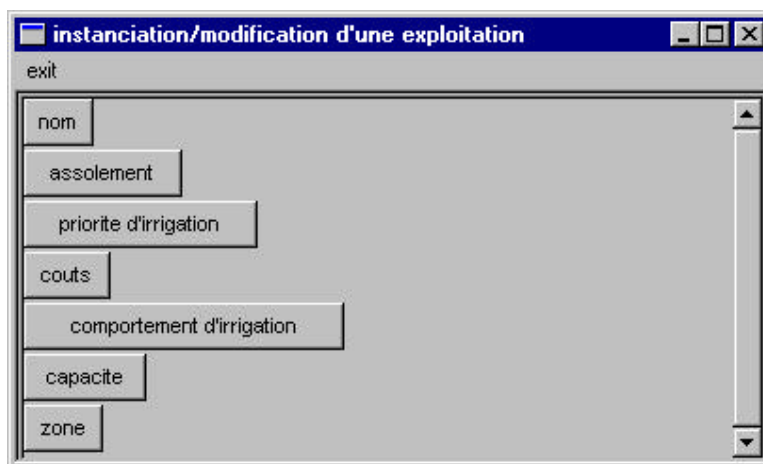 instanciation/modification d'une exploitation
exit
nom
assolement
priorite d'irrigation
couts
comportement d'irrigation
capacite
zone